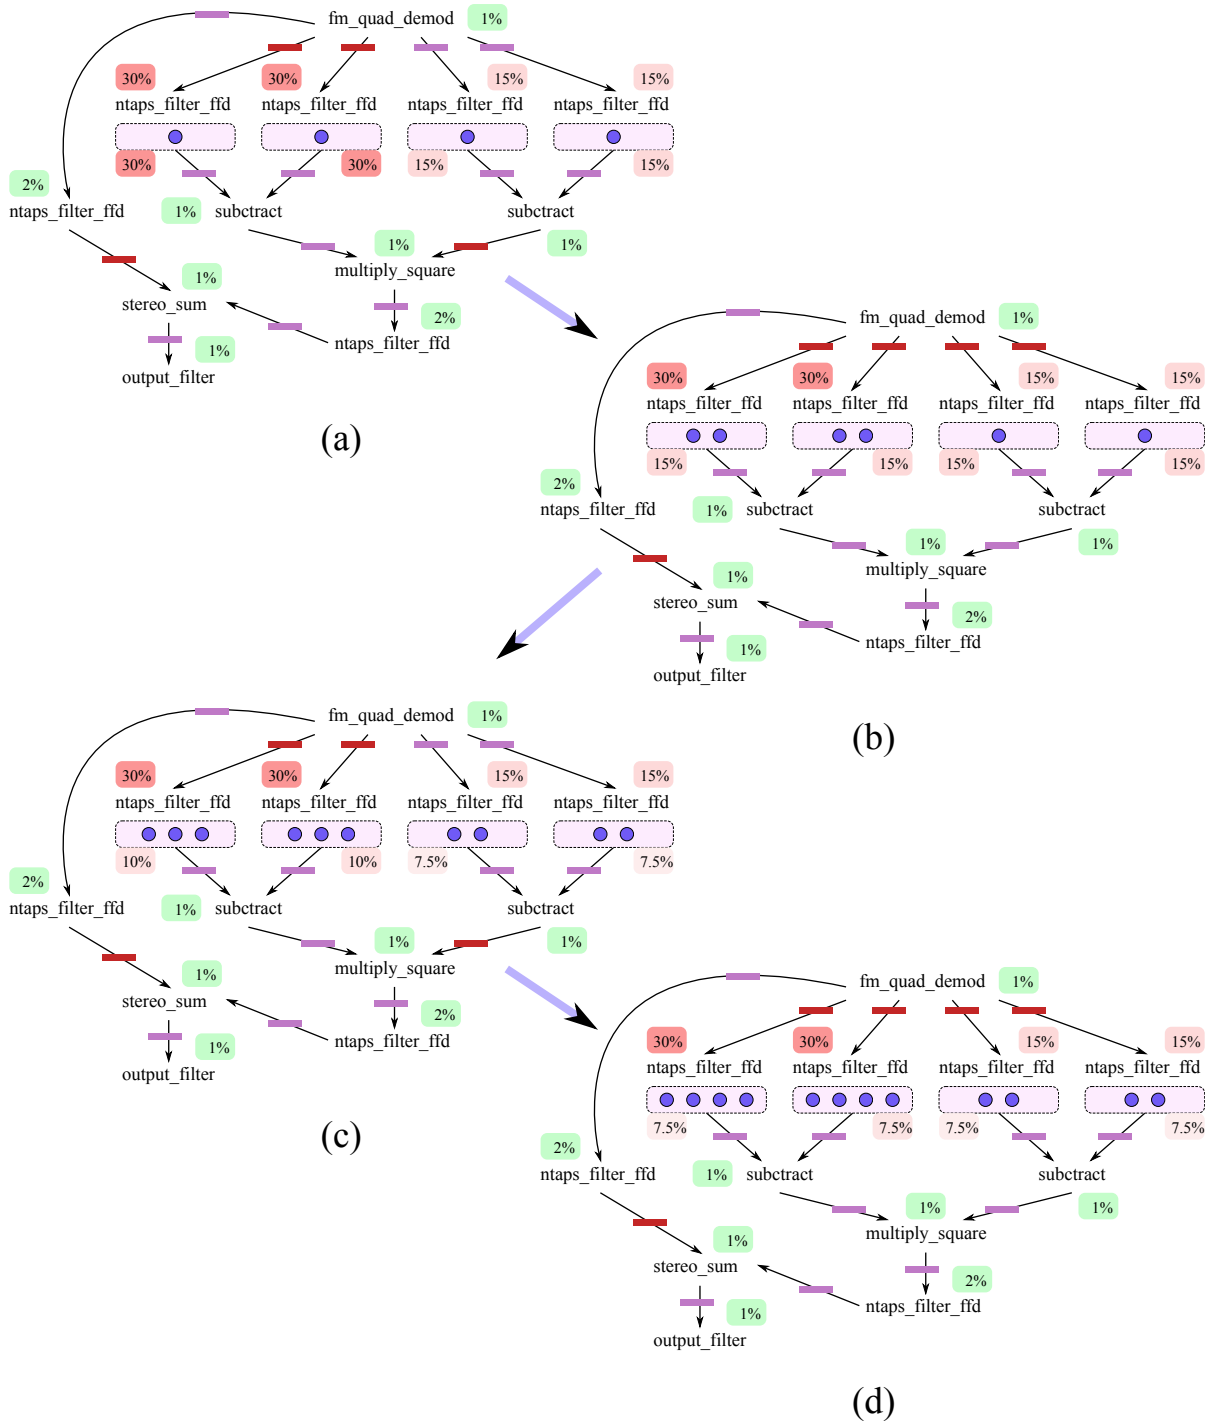 fm_quad_demod 1%
30% 30% 15% 15%
ntaps_filter_ffd ntaps_filter_ffd ntaps_filter_ffd ntaps_filter_ffd
30% 30% 15% 15%
2%
ntaps_filter_ffd 1% subctract subctract
1% 1%
multiply_square
1%
stereo_sum 2%
1% ntaps_filter_ffd
output_filter
(a)
fm_quad_demod 1%
30% 30% 15% 15%
ntaps_filter_ffd ntaps_filter_ffd ntaps_filter_ffd ntaps_filter_ffd
15% 15% 15% 15%
2%
ntaps_filter_ffd 1% subctract subctract
1% 1%
multiply_square
1%
stereo_sum 2%
1% ntaps_filter_ffd
output_filter
(b)
fm_quad_demod 1%
30% 30% 15% 15%
ntaps_filter_ffd ntaps_filter_ffd ntaps_filter_ffd ntaps_filter_ffd
10% 10% 7.5% 7.5%
2%
ntaps_filter_ffd 1% subctract subctract
1% 1%
multiply_square
1%
stereo_sum 2%
1% ntaps_filter_ffd
output_filter
(c)
fm_quad_demod 1%
30% 30% 15% 15%
ntaps_filter_ffd ntaps_filter_ffd ntaps_filter_ffd ntaps_filter_ffd
7.5% 7.5% 7.5% 7.5%
2%
ntaps_filter_ffd 1% subctract subctract
1% 1%
multiply_square
1%
stereo_sum 2%
1% ntaps_filter_ffd
output_filter
(d)